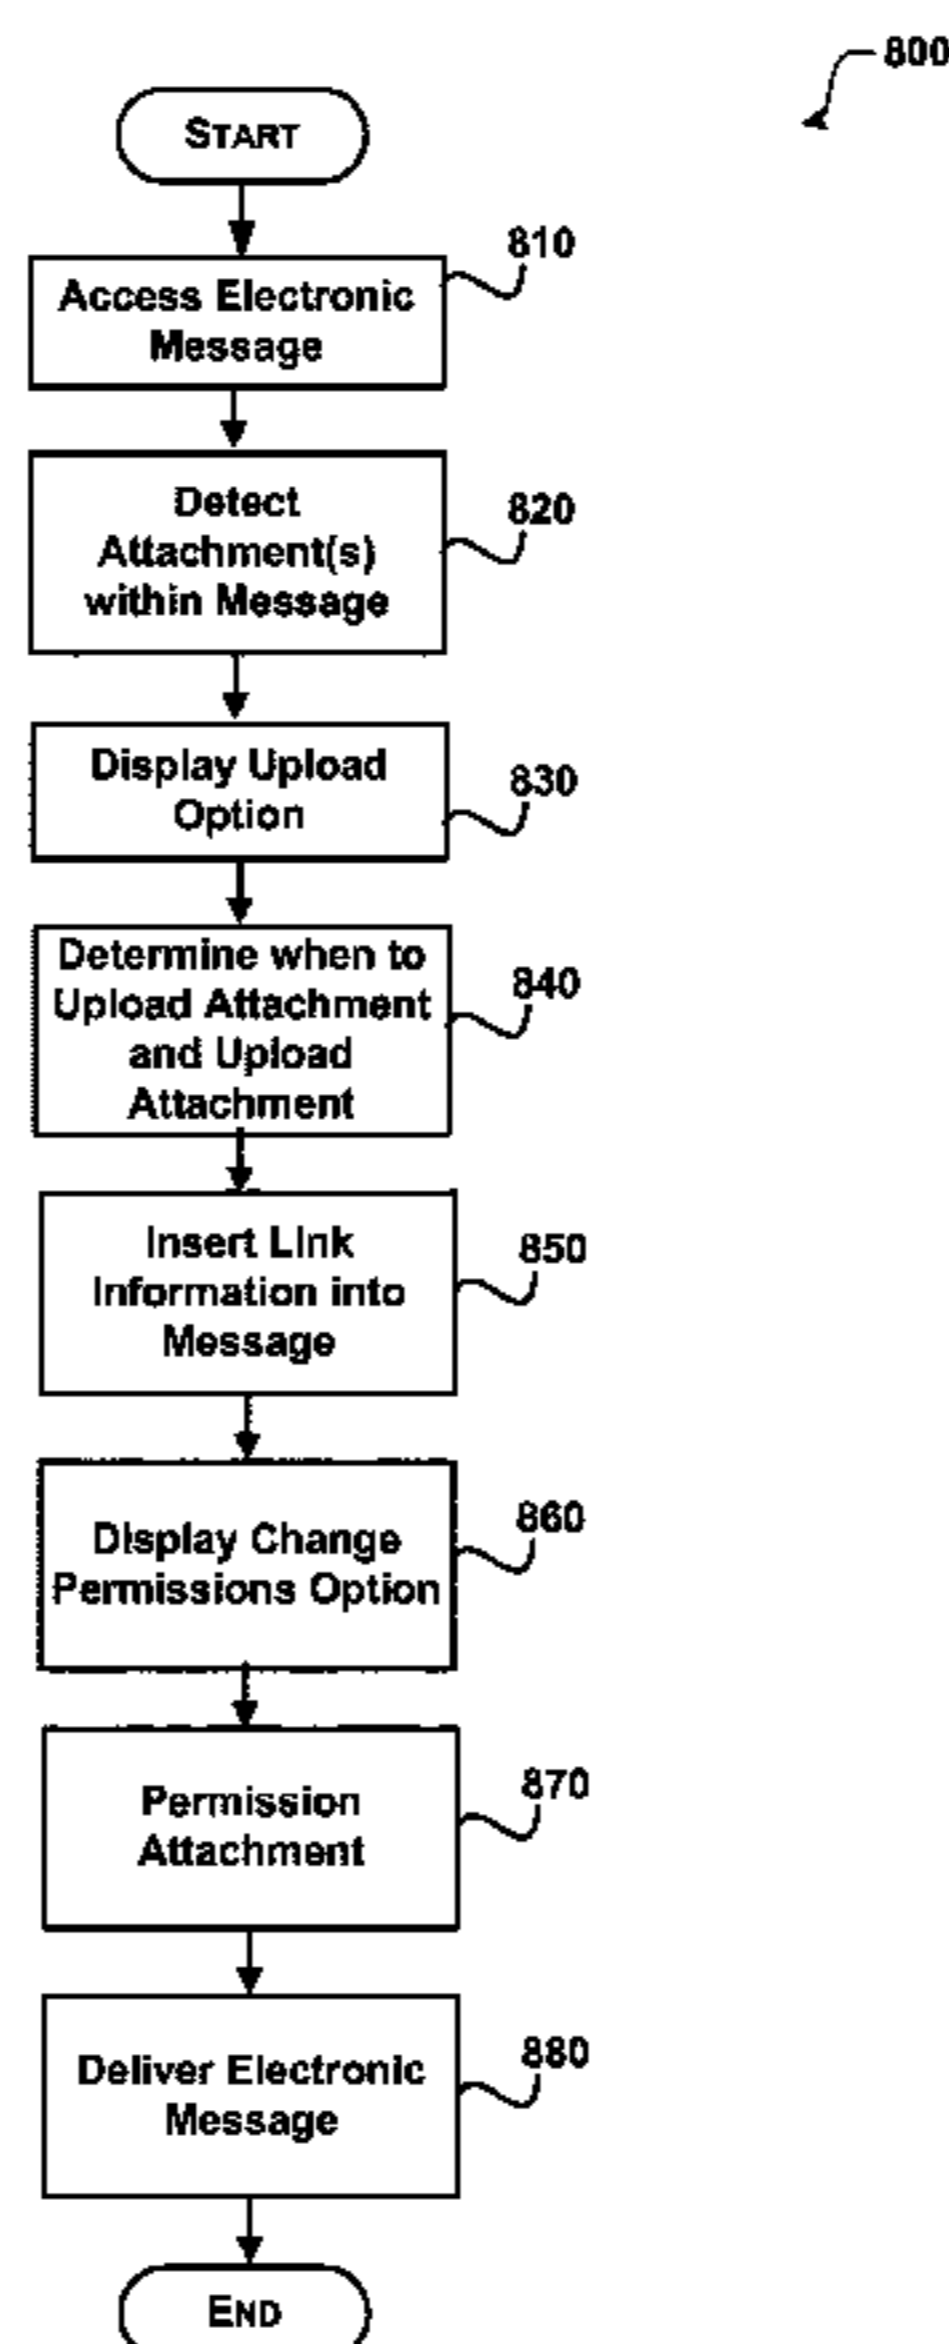 800
START
810
Access Electronic
Message
820
Detect
Attachment(s)
within Message
830
Display Upload
Option
840
Determine when to
Upload Attachment
and Upload
Attachment
850
Insert Link
Information into
Message
860
Display Change
Permissions Option
870
Permission
Attachment
880
Deliver Electronic
Message
END